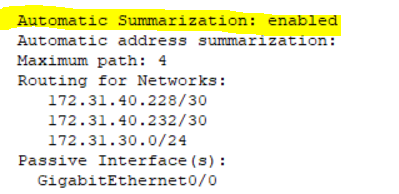 Automatic Summarization: enabled
Automatic address summarization:
Maximum path: 4
Routing for Networks:
172.31.40.228/30
172.31.40.232/30
172.31.30.0/24
Passive Interface(s):
GigabitEthernet0/0